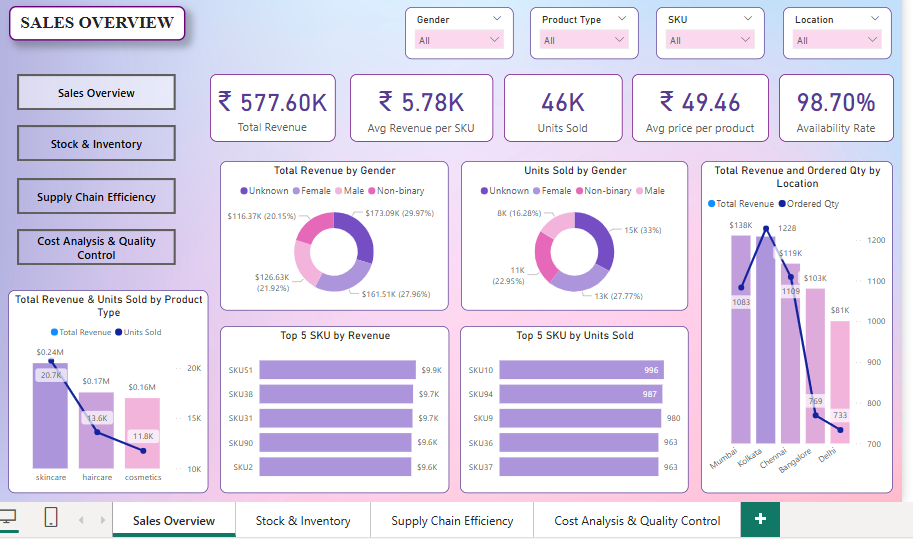 SALES OVERVIEW
Gender
All
Product Type
All
SKU
All
Location
All
Sales Overview
Stock & Inventory
Supply Chain Efficiency
Cost Analysis & Quality
Control
₹ 577.60K
Total Revenue
₹ 5.78K
Avg Revenue per SKU
46K
Units Sold
₹ 49.46
Avg price per product
98.70%
Availability Rate
Total Revenue by Gender
Unknown Female Male Non-binary
$116.37K (20.15%)
$173.09K (29.97%)
$126.63K
(21.92%)
$161.51K (27.96%)
Units Sold by Gender
Unknown Female Non-binary Male
8K (16.28%)
15K (33%)
11K
(22.95%)
13K (27.77%)
Total Revenue and Ordered Qty by
Location
Total Revenue Ordered Qty
$138K
1228
$119K
$103K
$81K
1083
1109
769
733
1200
1100
1000
900
800
700
Mumbai
Kolkata
Chennai
Bangalore
Delhi
Total Revenue & Units Sold by Product
Type
Total Revenue Units Sold
$0.24M
$0.17M
$0.16M
20.7K
13.6K
11.8K
20K
15K
10K
skincare
haircare
cosmetics
Top 5 SKU by Revenue
SKU51 $9.9K
SKU38 $9.7K
SKU31 $9.7K
SKU90 $9.6K
SKU2 $9.6K
Top 5 SKU by Units Sold
SKU10 996
SKU94 987
SKU9 980
SKU36 963
SKU37 963
Sales Overview
Stock & Inventory
Supply Chain Efficiency
Cost Analysis & Quality Control
+